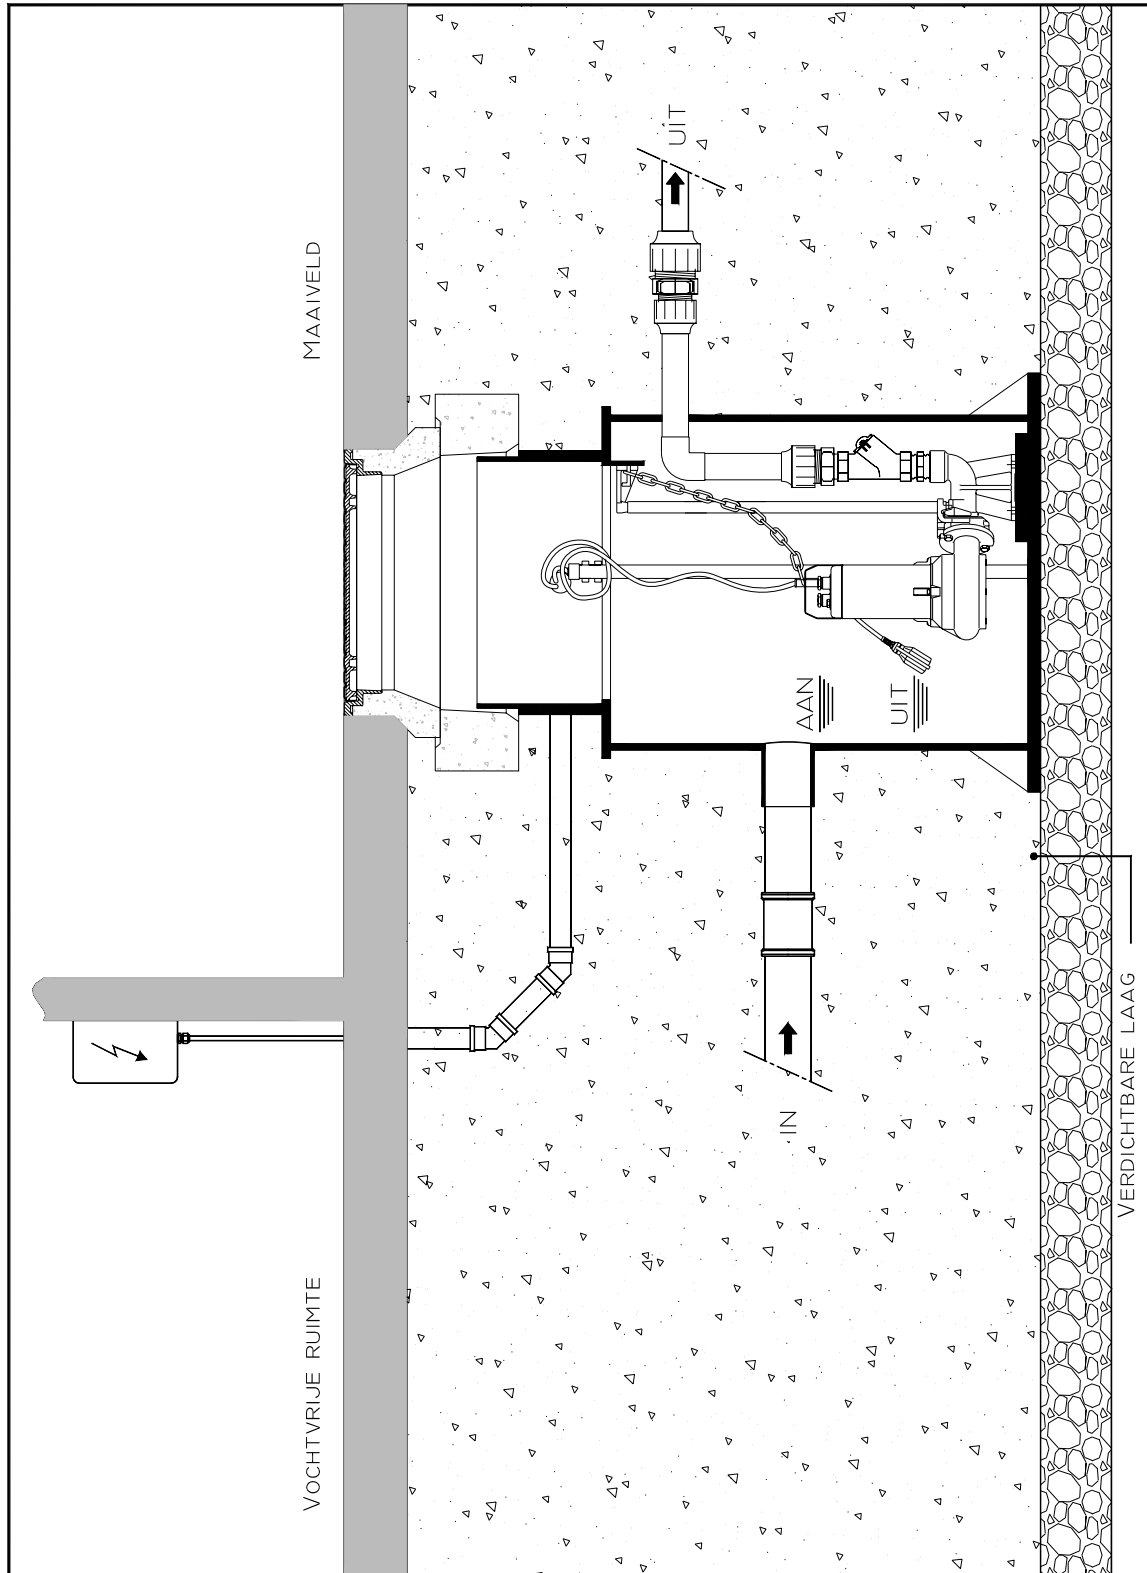 VOCHTVRIJE RUIMTE
MAAIVELD
IN
UIT
AAN
UIT
VERDICHTBARE LAAG